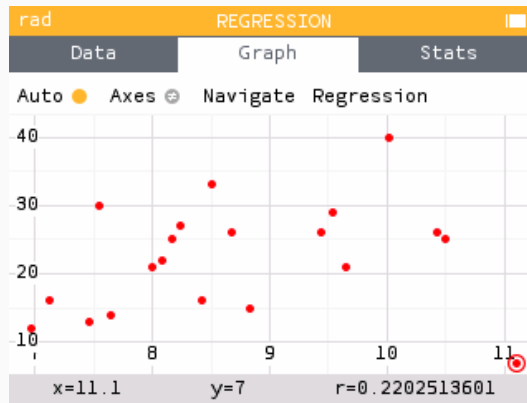 rad REGRESSION
Data Graph Stats
Auto Axes Navigate Regression
40
30
20
10
8 9 10 11
x=11.1 y=7 r=0.2202513601